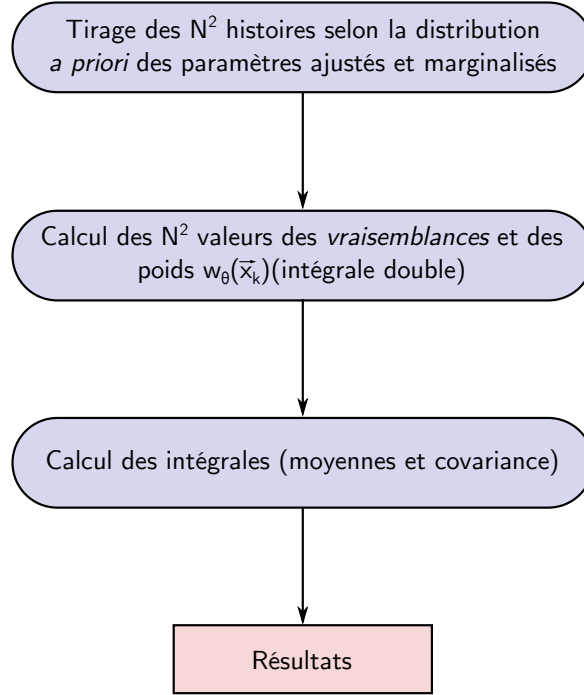 Tirage des N² histoires selon la distribution
a priori des paramètres ajustés et marginalisés
Calcul des N² valeurs des vraisemblances et des
poids w_θ(x⃗_k)(intégrale double)
Calcul des intégrales (moyennes et covariance)
Résultats